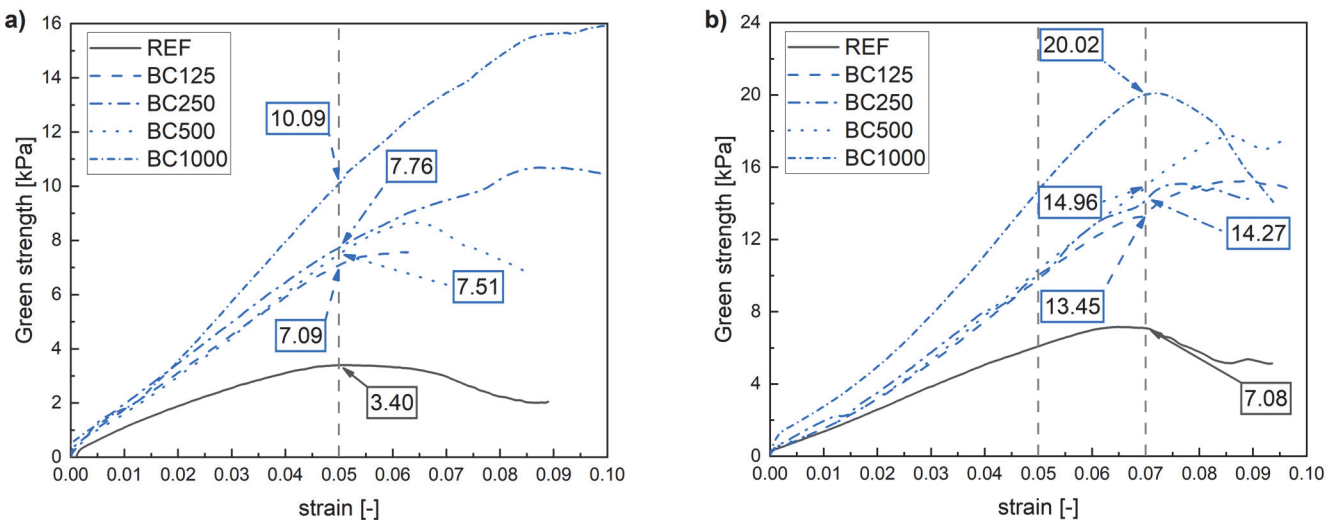 a)
Green strength [kPa]
16
14
12
10
8
6
4
2
0
REF
BC125
BC250
BC500
BC1000
10.09
7.76
7.51
7.09
3.40
0.00 0.01 0.02 0.03 0.04 0.05 0.06 0.07 0.08 0.09 0.10
strain [-]
b)
Green strength [kPa]
24
20
16
12
8
4
0
REF
BC125
BC250
BC500
BC1000
20.02
14.96
14.27
13.45
7.08
0.00 0.01 0.02 0.03 0.04 0.05 0.06 0.07 0.08 0.09 0.10
strain [-]